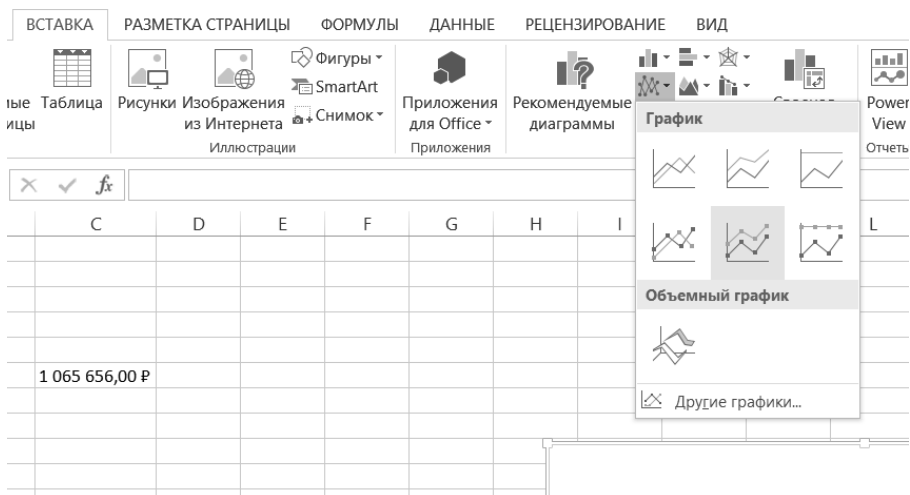 ВСТАВКА РАЗМЕТКА СТРАНИЦЫ ФОРМУЛЫ ДАННЫЕ РЕЦЕНЗИРОВАНИЕ ВИД
Таблица
Рисунки Изображения из Интернета
Фигуры
SmartArt
Снимок
Иллюстрации
Приложения для Office
Приложения
Рекомендуемые диаграммы
Power View
Отчеты
График
Объемный график
Другие графики...
fx
C D E F G H I L
1 065 656,00 ₽